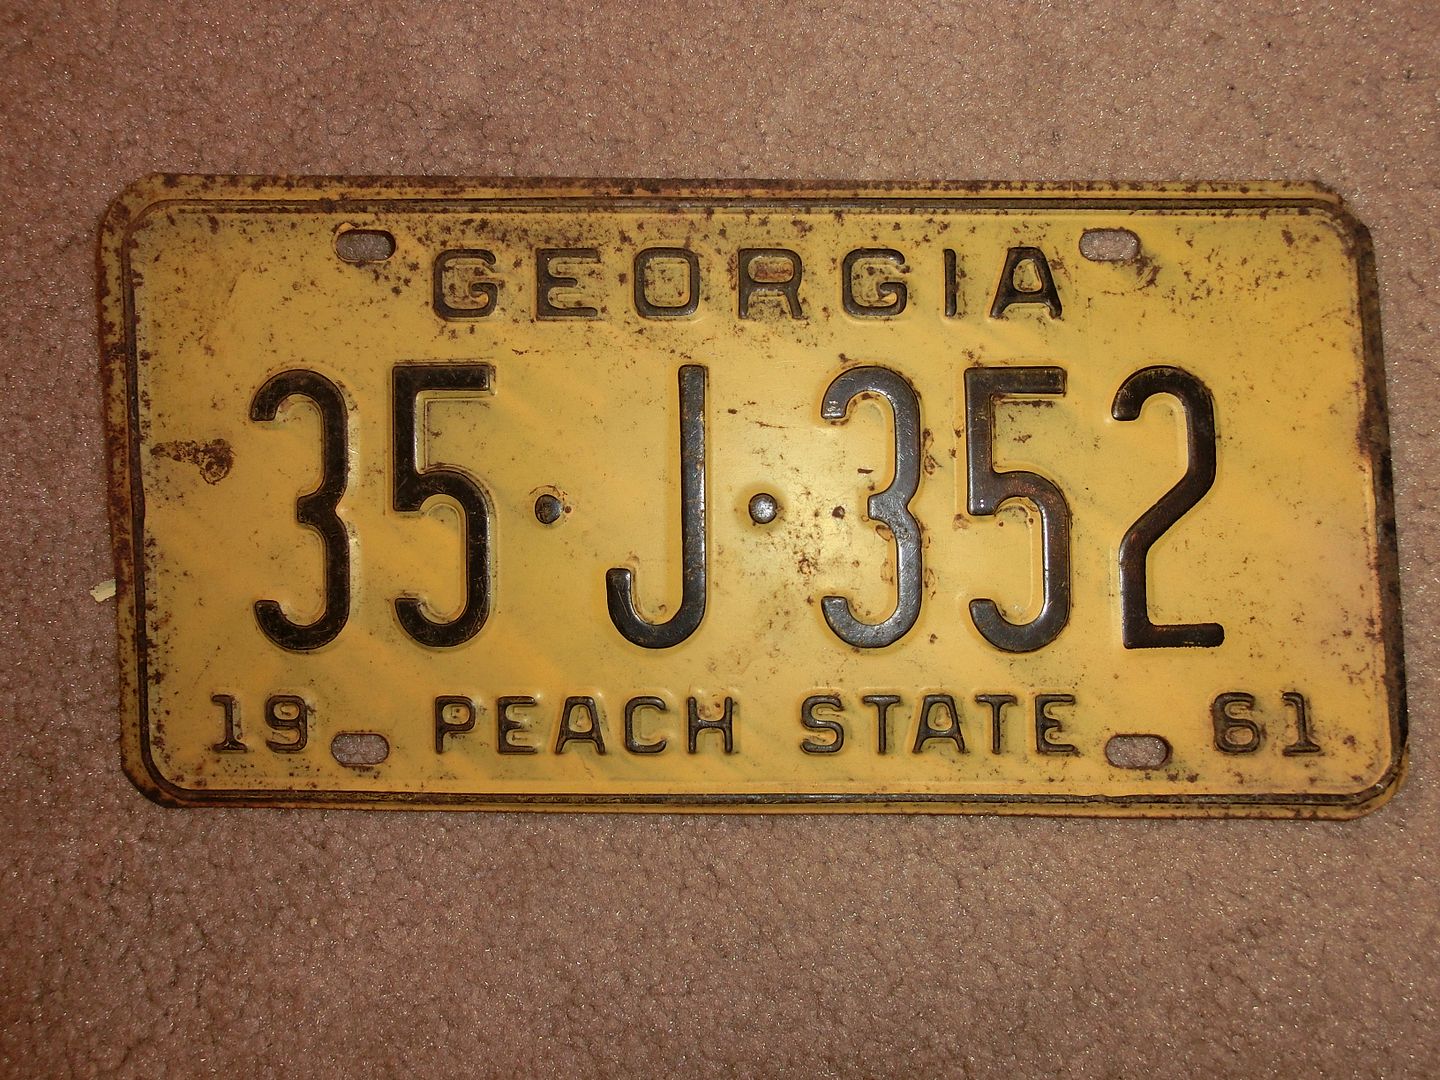 GEORGIA
35·J·352
19 PEACH STATE 61